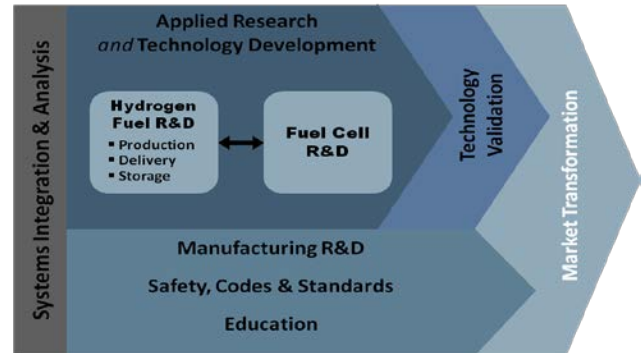 Systems Integration & Analysis
Applied Research
and Technology Development
Hydrogen
Fuel R&D
▪ Production
▪ Delivery
▪ Storage
Fuel Cell
R&D
Technology
Validation
Market Transformation
Manufacturing R&D
Safety, Codes & Standards
Education